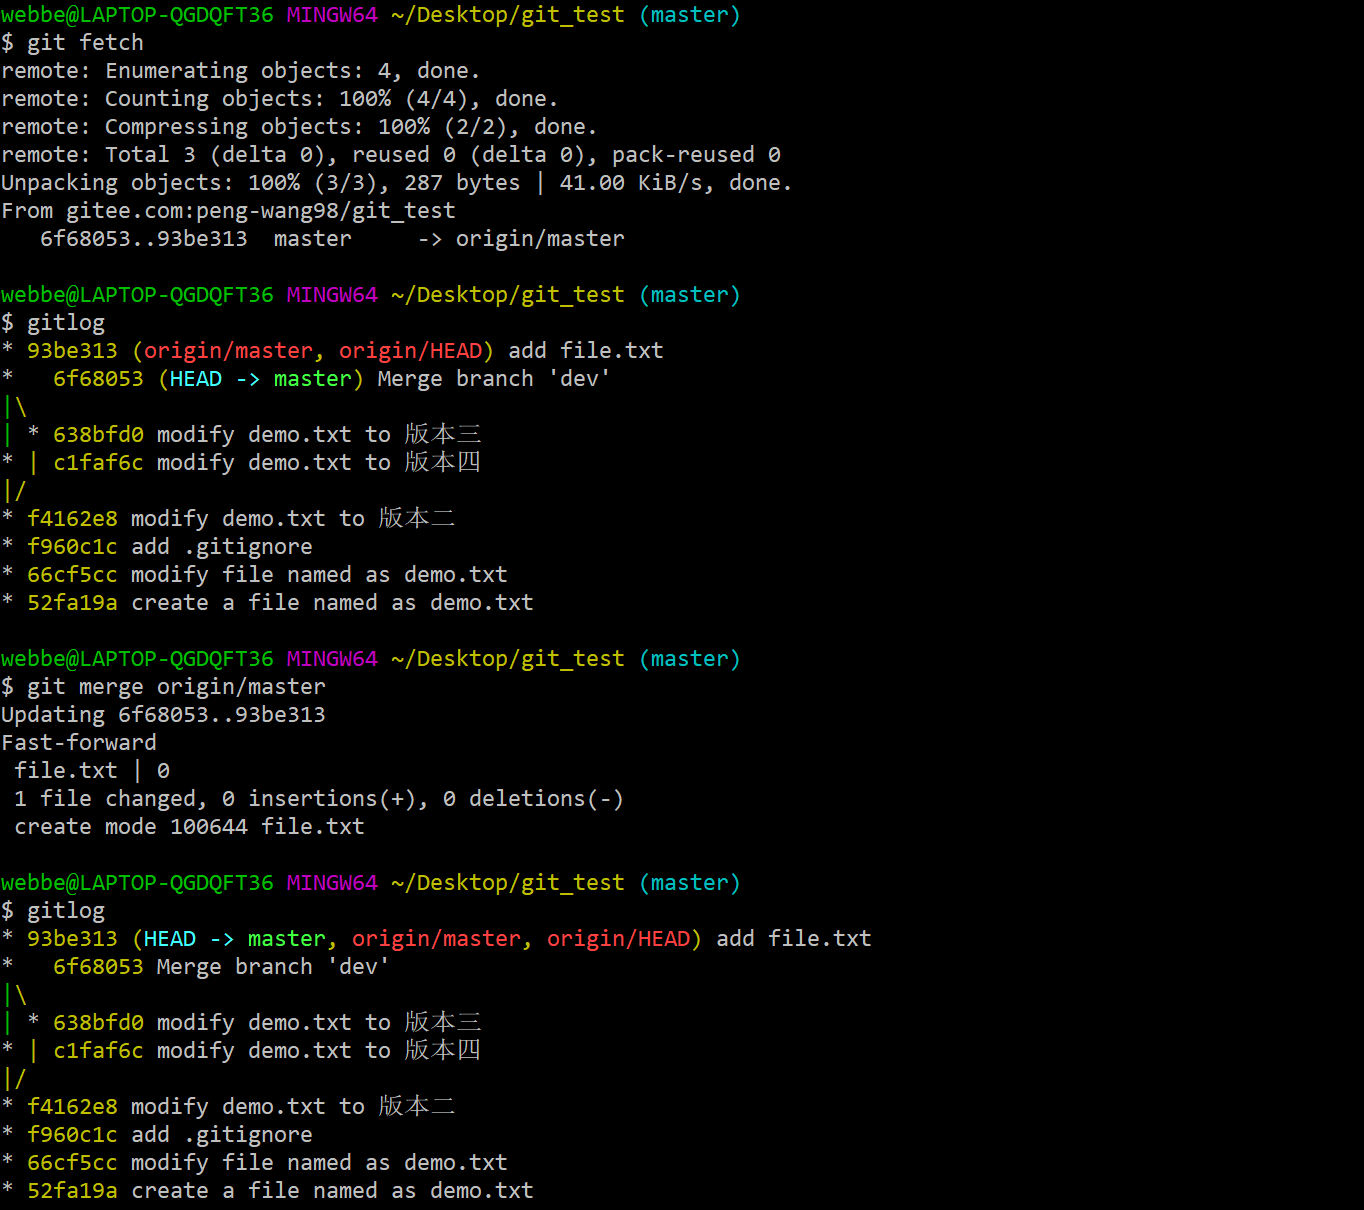 webbe@LAPTOP-QGDQFT36 MINGW64 ~/Desktop/git_test (master)
$ git fetch
remote: Enumerating objects: 4, done.
remote: Counting objects: 100% (4/4), done.
remote: Compressing objects: 100% (2/2), done.
remote: Total 3 (delta 0), reused 0 (delta 0), pack-reused 0
Unpacking objects: 100% (3/3), 287 bytes | 41.00 KiB/s, done.
From gitee.com:peng-wang98/git_test
   6f68053..93be313  master     -> origin/master

webbe@LAPTOP-QGDQFT36 MINGW64 ~/Desktop/git_test (master)
$ gitlog
* 93be313 (origin/master, origin/HEAD) add file.txt
*   6f68053 (HEAD -> master) Merge branch 'dev'
|\
| * 638bfd0 modify demo.txt to 版本三
* | c1faf6c modify demo.txt to 版本四
|/
* f4162e8 modify demo.txt to 版本二
* f960c1c add .gitignore
* 66cf5cc modify file named as demo.txt
* 52fa19a create a file named as demo.txt

webbe@LAPTOP-QGDQFT36 MINGW64 ~/Desktop/git_test (master)
$ git merge origin/master
Updating 6f68053..93be313
Fast-forward
 file.txt | 0
 1 file changed, 0 insertions(+), 0 deletions(-)
 create mode 100644 file.txt

webbe@LAPTOP-QGDQFT36 MINGW64 ~/Desktop/git_test (master)
$ gitlog
* 93be313 (HEAD -> master, origin/master, origin/HEAD) add file.txt
*   6f68053 Merge branch 'dev'
|\
| * 638bfd0 modify demo.txt to 版本三
* | c1faf6c modify demo.txt to 版本四
|/
* f4162e8 modify demo.txt to 版本二
* f960c1c add .gitignore
* 66cf5cc modify file named as demo.txt
* 52fa19a create a file named as demo.txt